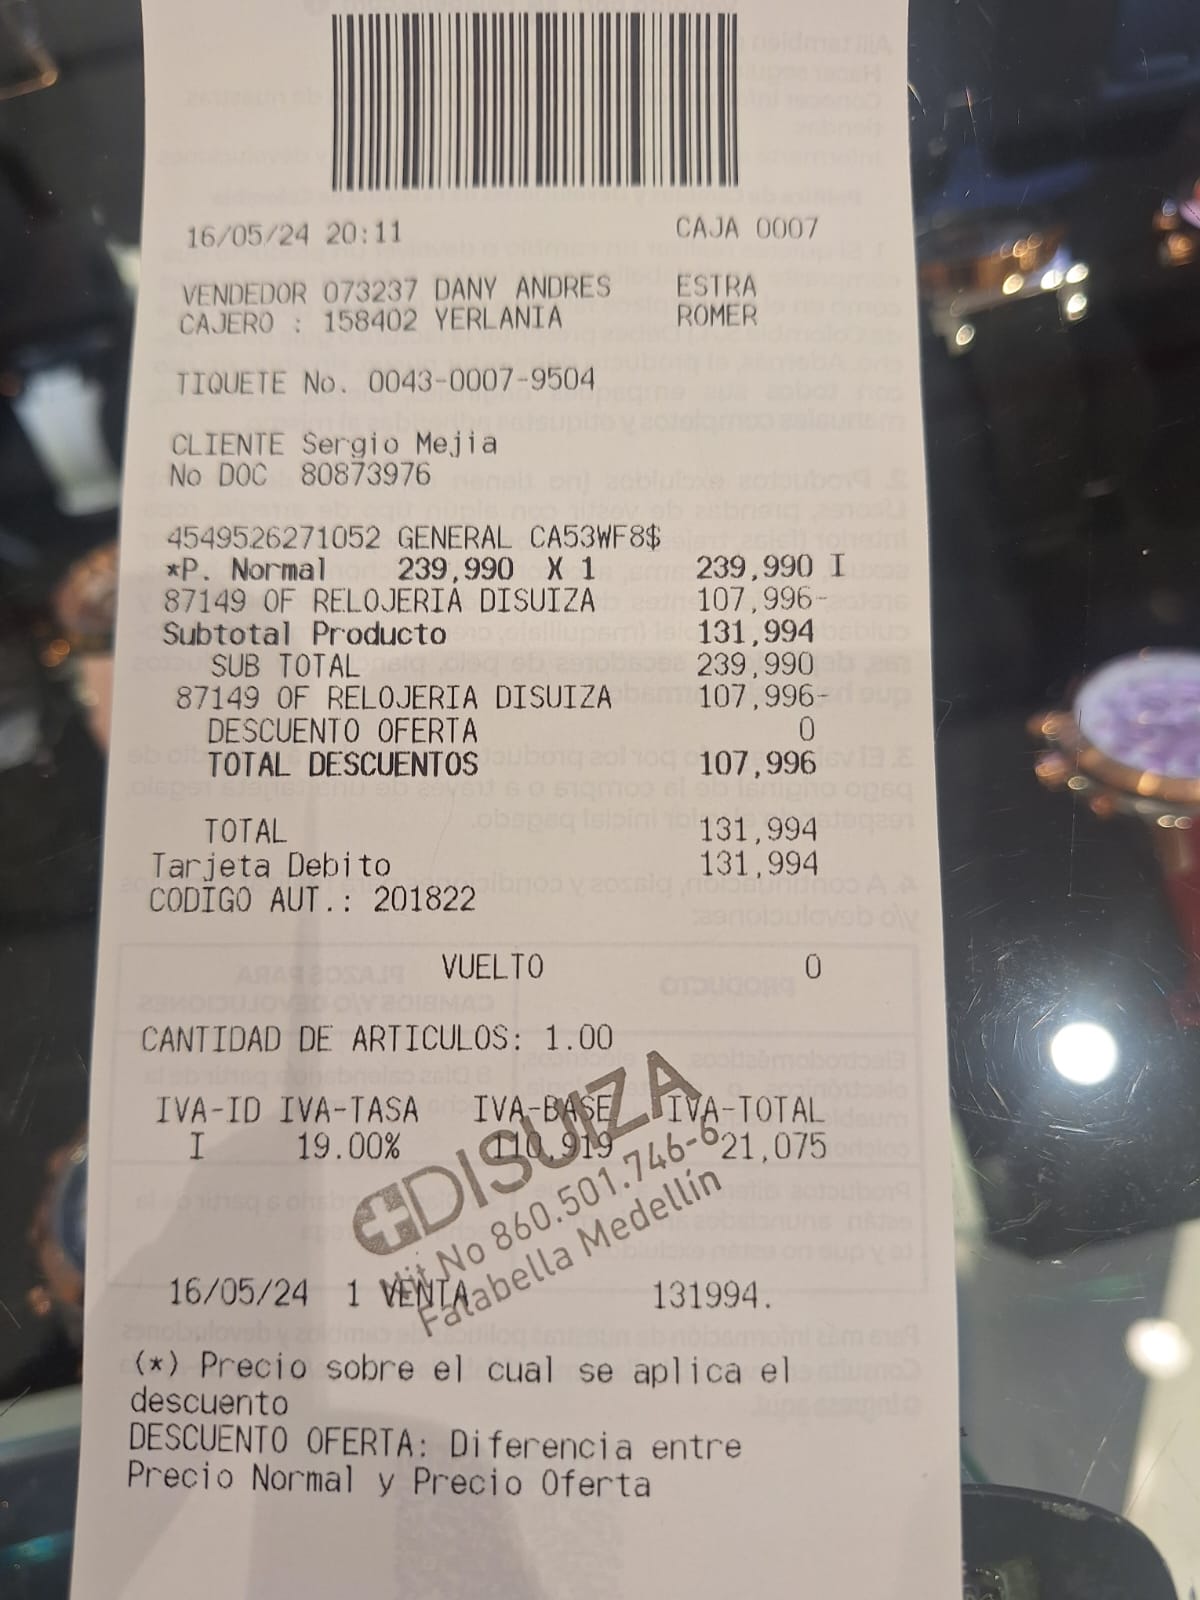 16/05/24 20:11 CAJA 0007
VENDEDOR 073237 DANY ANDRES ESTRA
CAJERO : 158402 YERLANIA ROMER
TIQUETE No. 0043-0007-9504
CLIENTE Sergio Mejia
No DOC 80873976
4549526271052 GENERAL CA53WF8$
*P. Normal 239,990 X 1 239,990 I
87149 OF RELOJERIA DISUIZA 107,996-
Subtotal Producto 131,994
SUB TOTAL 239,990
87149 OF RELOJERIA DISUIZA 107,996-
DESCUENTO OFERTA 0
TOTAL DESCUENTOS 107,996
TOTAL 131,994
Tarjeta Debito 131,994
CODIGO AUT.: 201822
VUELTO 0
CANTIDAD DE ARTICULOS: 1.00
IVA-ID IVA-TASA IVA-BASE IVA-TOTAL
I 19.00% 110,919 21,075
DISUIZA
Nit No 860.501.746-6
Falabella Medellín
16/05/24 1 VENTA 131994.
(*) Precio sobre el cual se aplica el
descuento
DESCUENTO OFERTA: Diferencia entre
Precio Normal y Precio Oferta